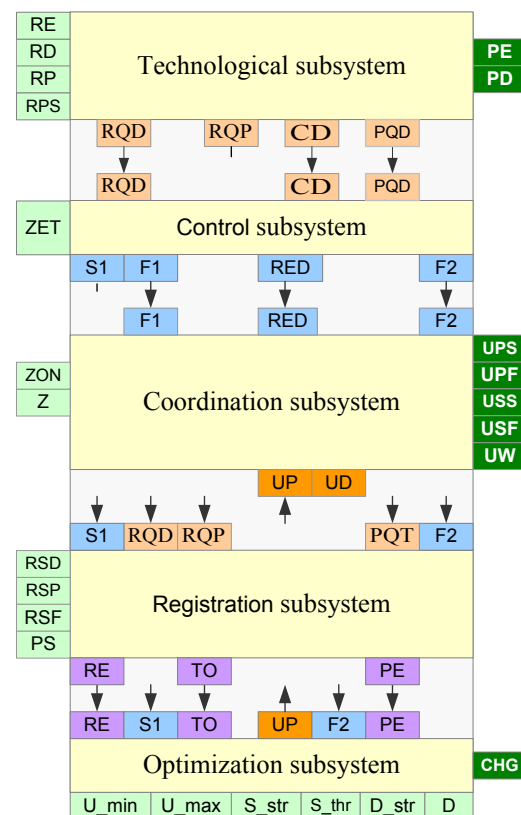 RE
RD
RP
RPS
Technological subsystem
PE
PD
RQD RQP CD PQD
RQD CD PQD
ZET
Control subsystem
S1 F1 RED F2
F1 RED F2
ZON
Z
Coordination subsystem
UPS
UPF
USS
USF
UW
UP UD
S1 RQD RQP PQT F2
RSD
RSP
RSF
PS
Registration subsystem
RE TO PE
RE S1 TO UP F2 PE
Optimization subsystem
CHG
U_min U_max S_str S_thr D_str D